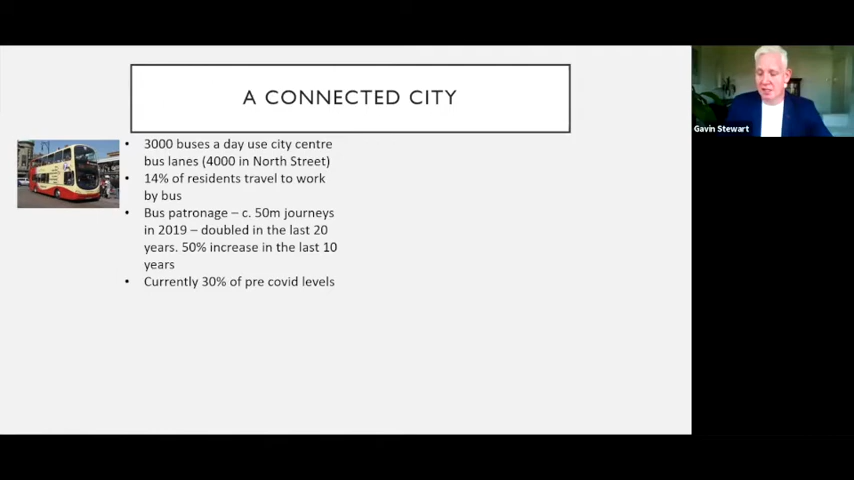 A CONNECTED CITY
• 3000 buses a day use city centre
bus lanes (4000 in North Street)
• 14% of residents travel to work
by bus
• Bus patronage – c. 50m journeys
in 2019 – doubled in the last 20
years. 50% increase in the last 10
years
• Currently 30% of pre covid levels
Gavin Stewart